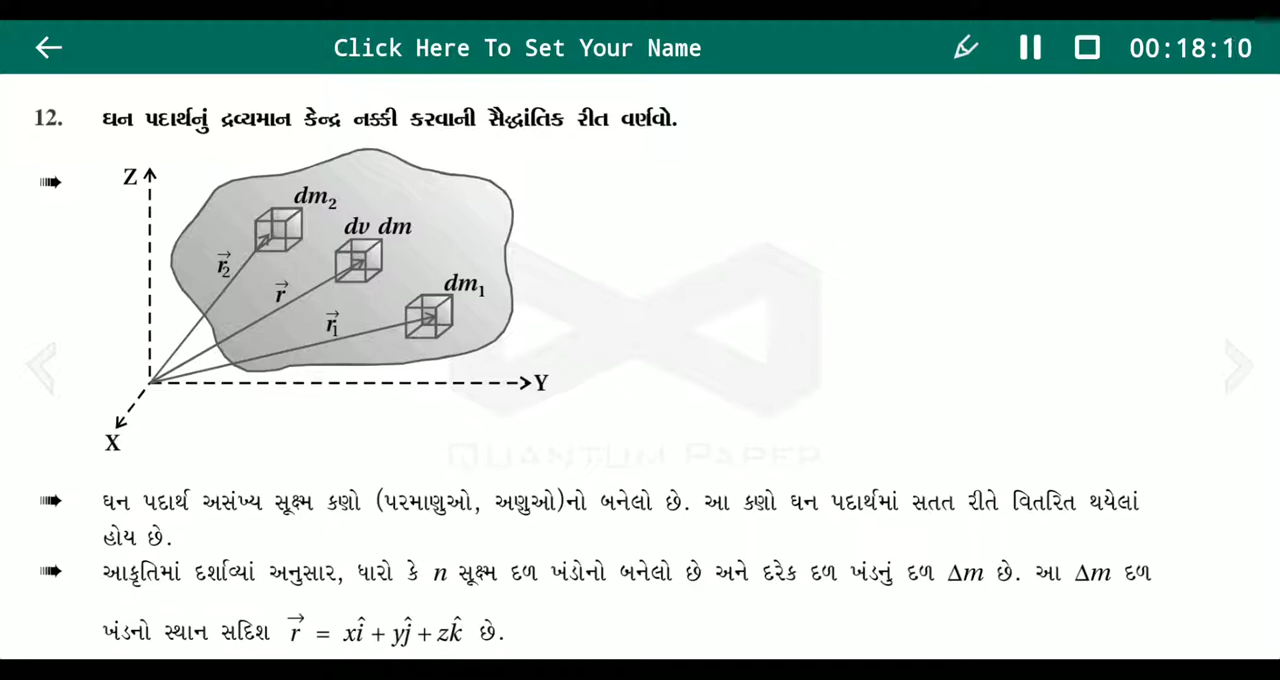 Click Here To Set Your Name
00:18:10
12. ઘન પદાર્થનું દ્રવ્યમાન કેન્દ્ર નક્કી કરવાની સૈદ્ધાંતિક રીત વર્ણવો.
Z
dm₂
dv dm
r⃗₂
dm₁
r⃗
r⃗₁
Y
X
QUANTUM PAPER
ઘન પદાર્થ અસંખ્ય સૂક્ષ્મ કણો (પરમાણુઓ, અણુઓ)નો બનેલો છે. આ કણો ઘન પદાર્થમાં સતત રીતે વિતરિત થયેલાં
હોય છે.
આકૃતિમાં દર્શાવ્યાં અનુસાર, ધારો કે n સૂક્ષ્મ દળ ખંડોનો બનેલો છે અને દરેક દળ ખંડનું દળ Δm છે. આ Δm દળ
ખંડનો સ્થાન સદિશ r⃗ = xî + yĵ + zk̂ છે.